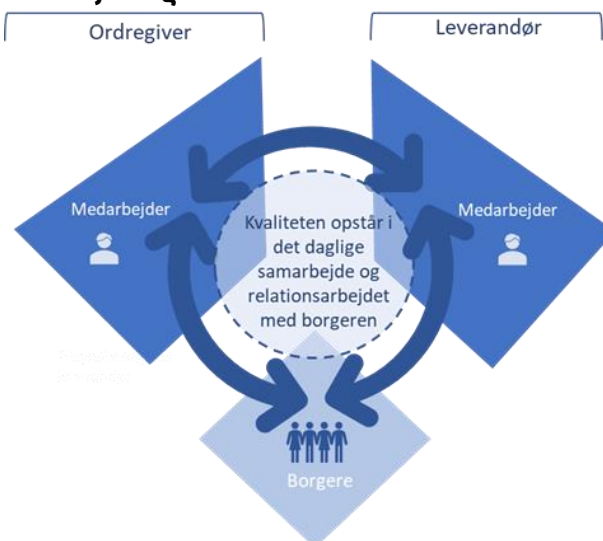 Ordregiver
Leverandør
Medarbejder
Medarbejder
Kvaliteten opstår i
det daglige
samarbejde og
relationsarbejdet
med borgeren
Borgere